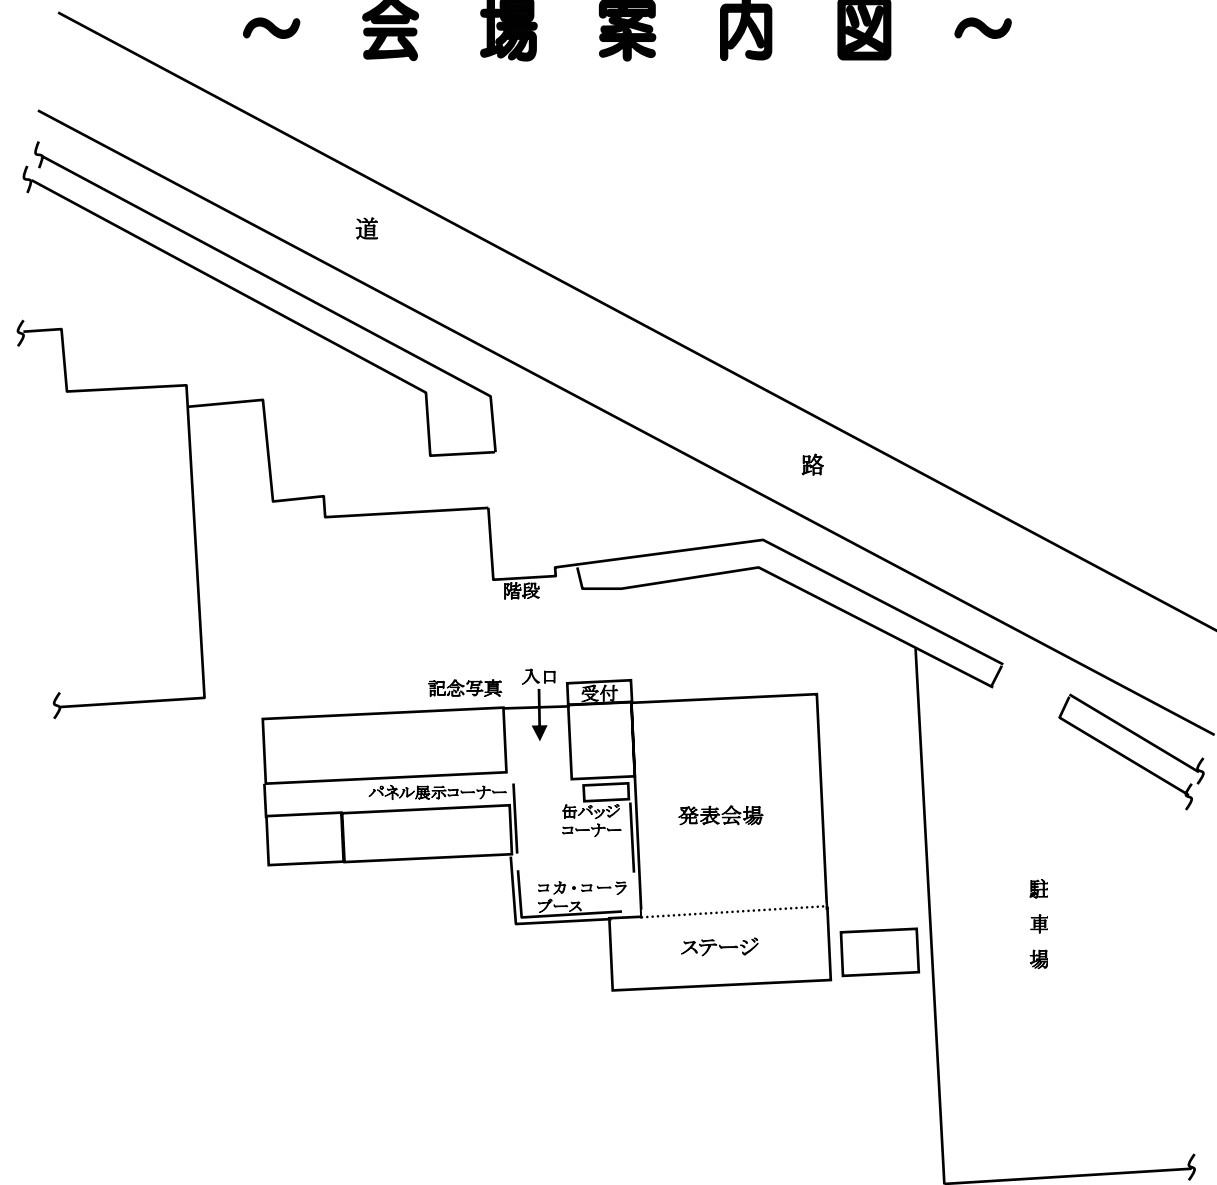 ～会場案内図～
道
路
階段
入口
記念写真
受付
パネル展示コーナー
缶バッジ
コーナー
発表会場
コカ・コーラ
ブース
ステージ
駐
車
場